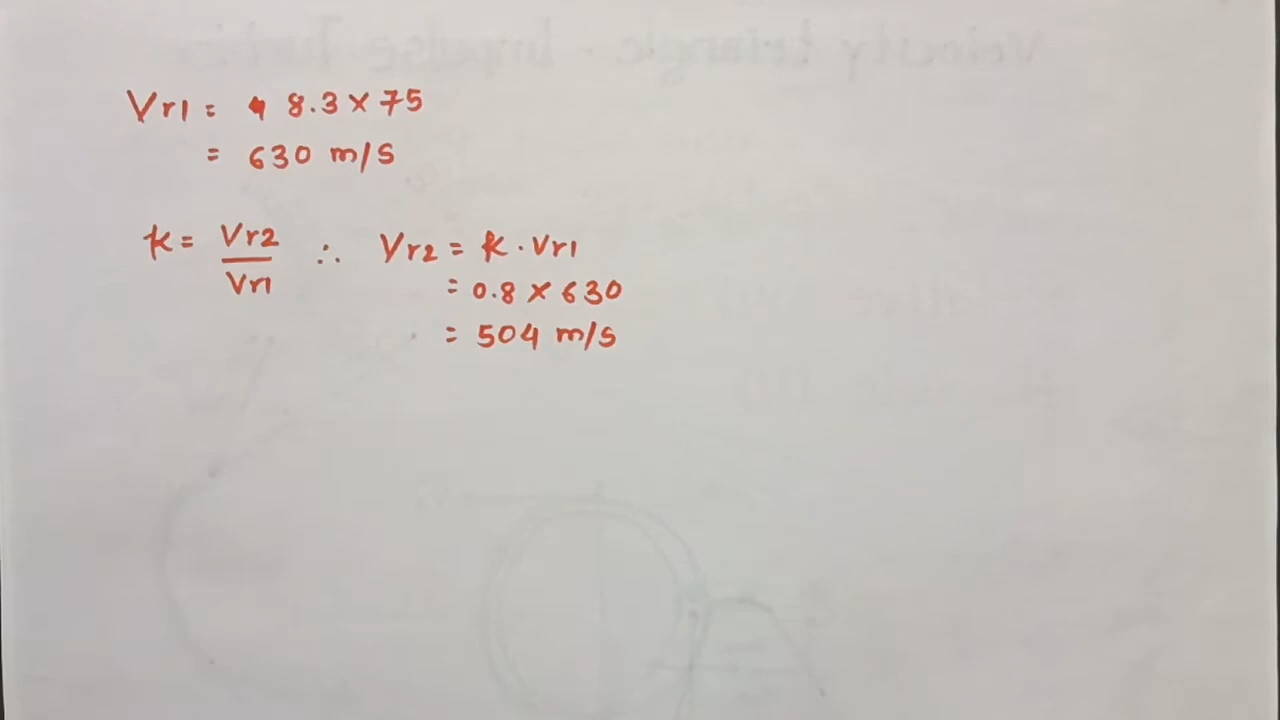 Vr1 = 8.3 × 75
= 630 m/s
K = Vr2 / Vr1 ∴ Vr2 = K · Vr1
= 0.8 × 630
= 504 m/s